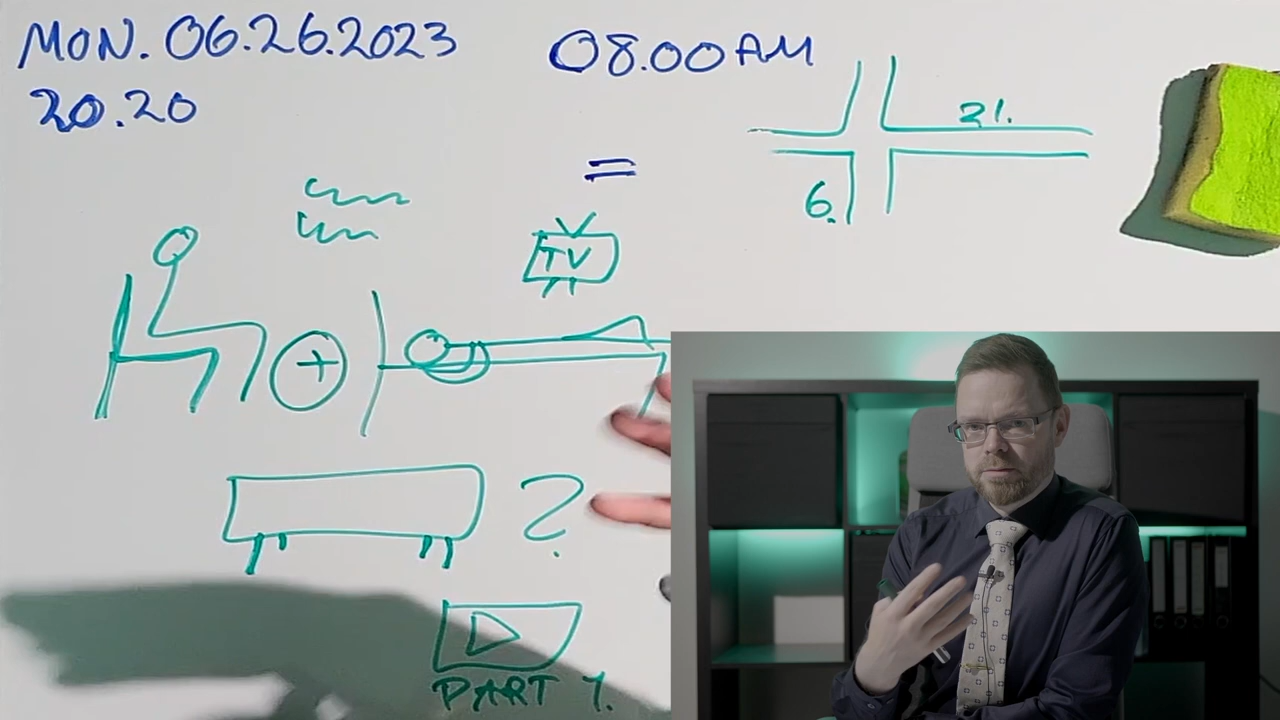 MON. 06.26.2023 08.00 AM
20.20
=
21.
6.
TV
+
?
PART 1.